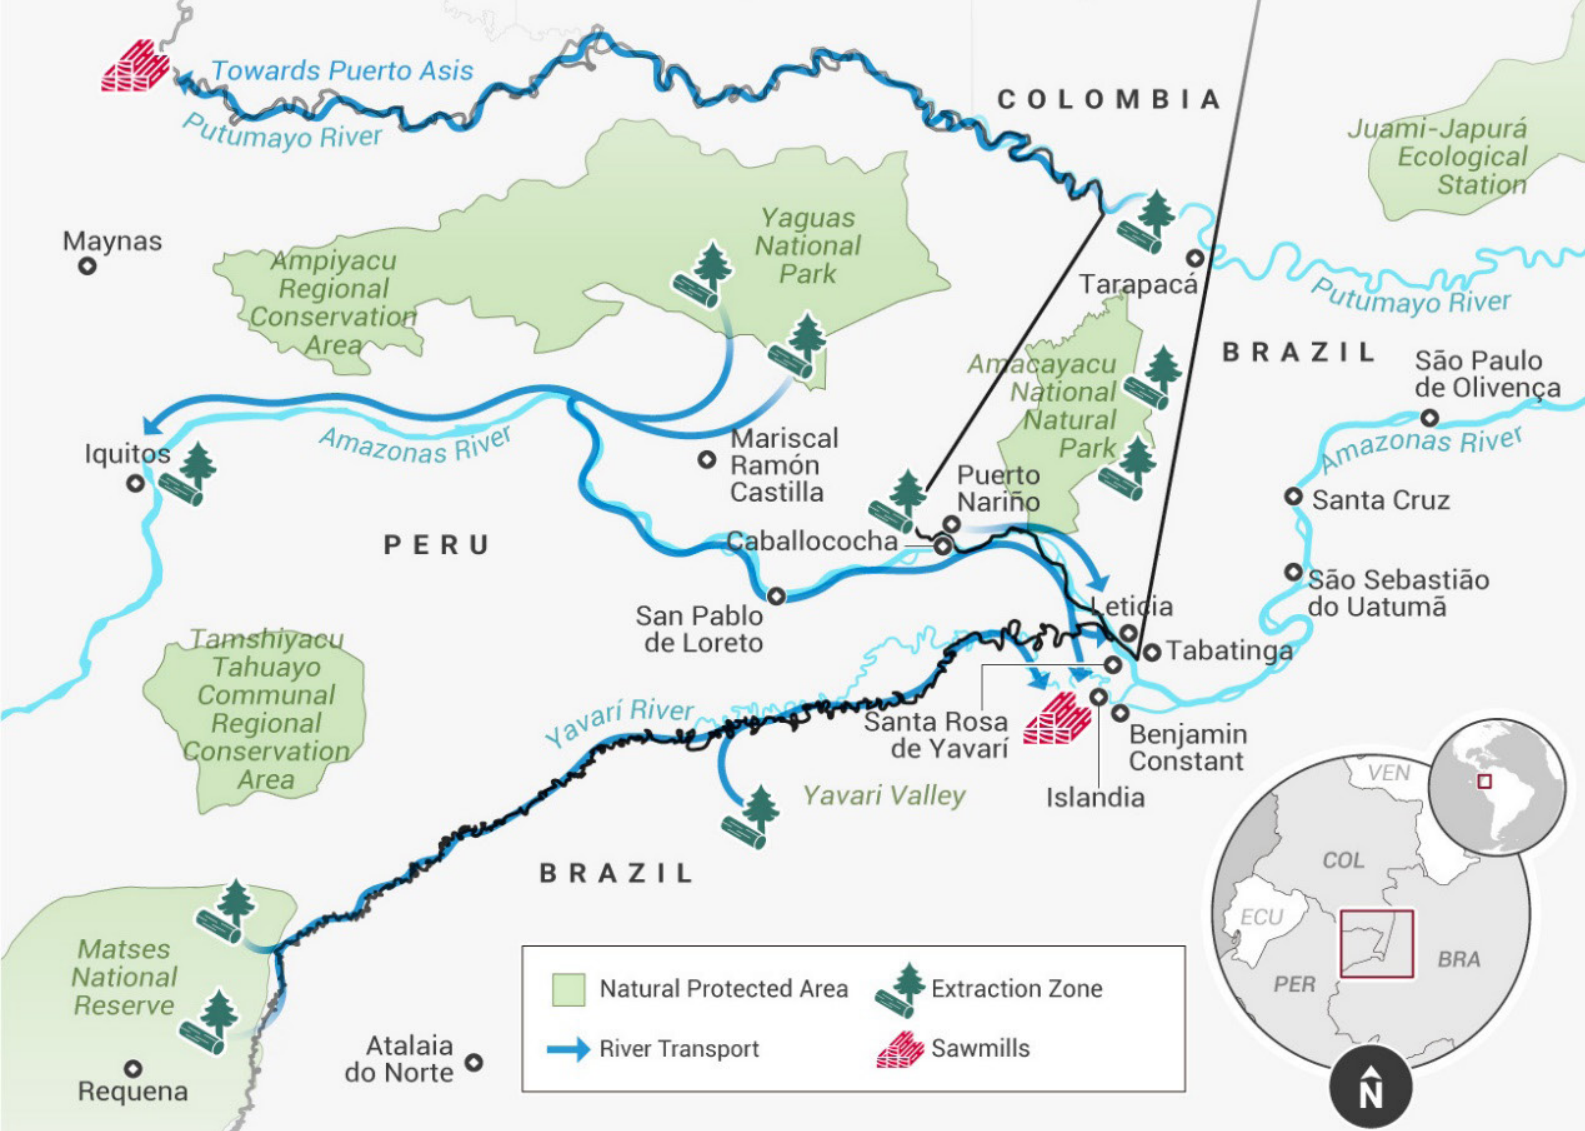 Towards Puerto Asis
Putumayo River
COLOMBIA
Juami-Japurá
Ecological
Station
Maynas
Ampiyacu
Regional
Conservation
Area
Yaguas
National
Park
Tarapacá
Putumayo River
BRAZIL
São Paulo
de Olivença
Amacayacu
National
Natural
Park
Iquitos
Amazonas River
Mariscal
Ramón
Castilla
Puerto
Nariño
Amazonas River
Santa Cruz
PERU
Caballococha
São Sebastião
do Uatumã
San Pablo
de Loreto
Leticia
Tabatinga
Tamshiyacu
Tahuayo
Communal
Regional
Conservation
Area
Yavarí River
Santa Rosa
de Yavarí
Benjamin
Constant
Islandia
Yavari Valley
BRAZIL
Matses
National
Reserve
Requena
Atalaia
do Norte
Natural Protected Area
Extraction Zone
River Transport
Sawmills
VEN
COL
ECU
PER
BRA
N